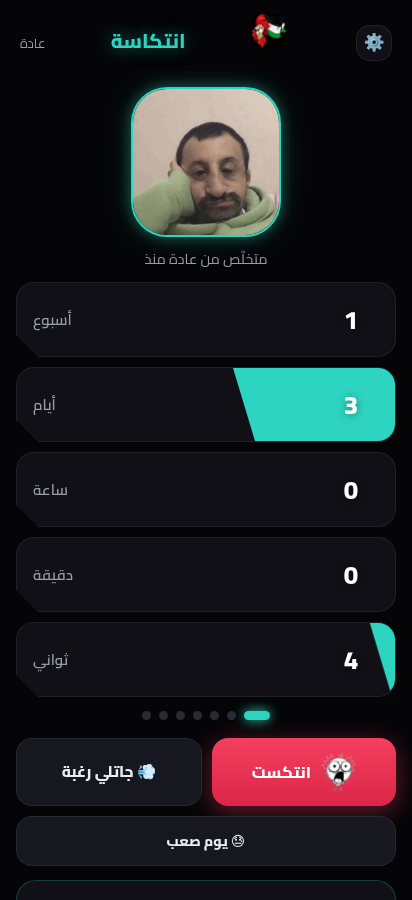 انتكاسة
عادة
متخلّص من عادة منذ
1 أسبوع
3 أيام
0 ساعة
0 دقيقة
4 ثواني
انتكست
جاتلي رغبة
يوم صعب